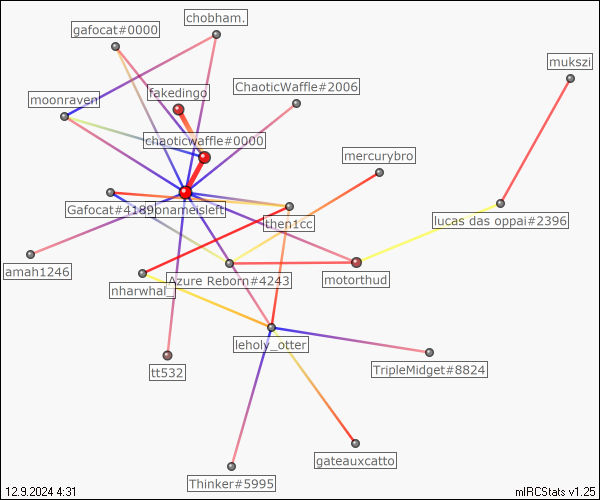 chobham.
gafocat#0000
mukszi
ChaoticWaffle#2006
fakedingo
moonraven
chaoticwaffle#0000
mercurybro
Gafocat#4189
nameisleft
then1cc
lucas das oppai#2396
amah1246
nharwhal_
Azure Reborn#4243
motorthud
leholy_otter
tt532
TripleMidget#8824
gateauxcatto
Thinker#5995
12.9.2024 4:31
mIRCStats v1.25